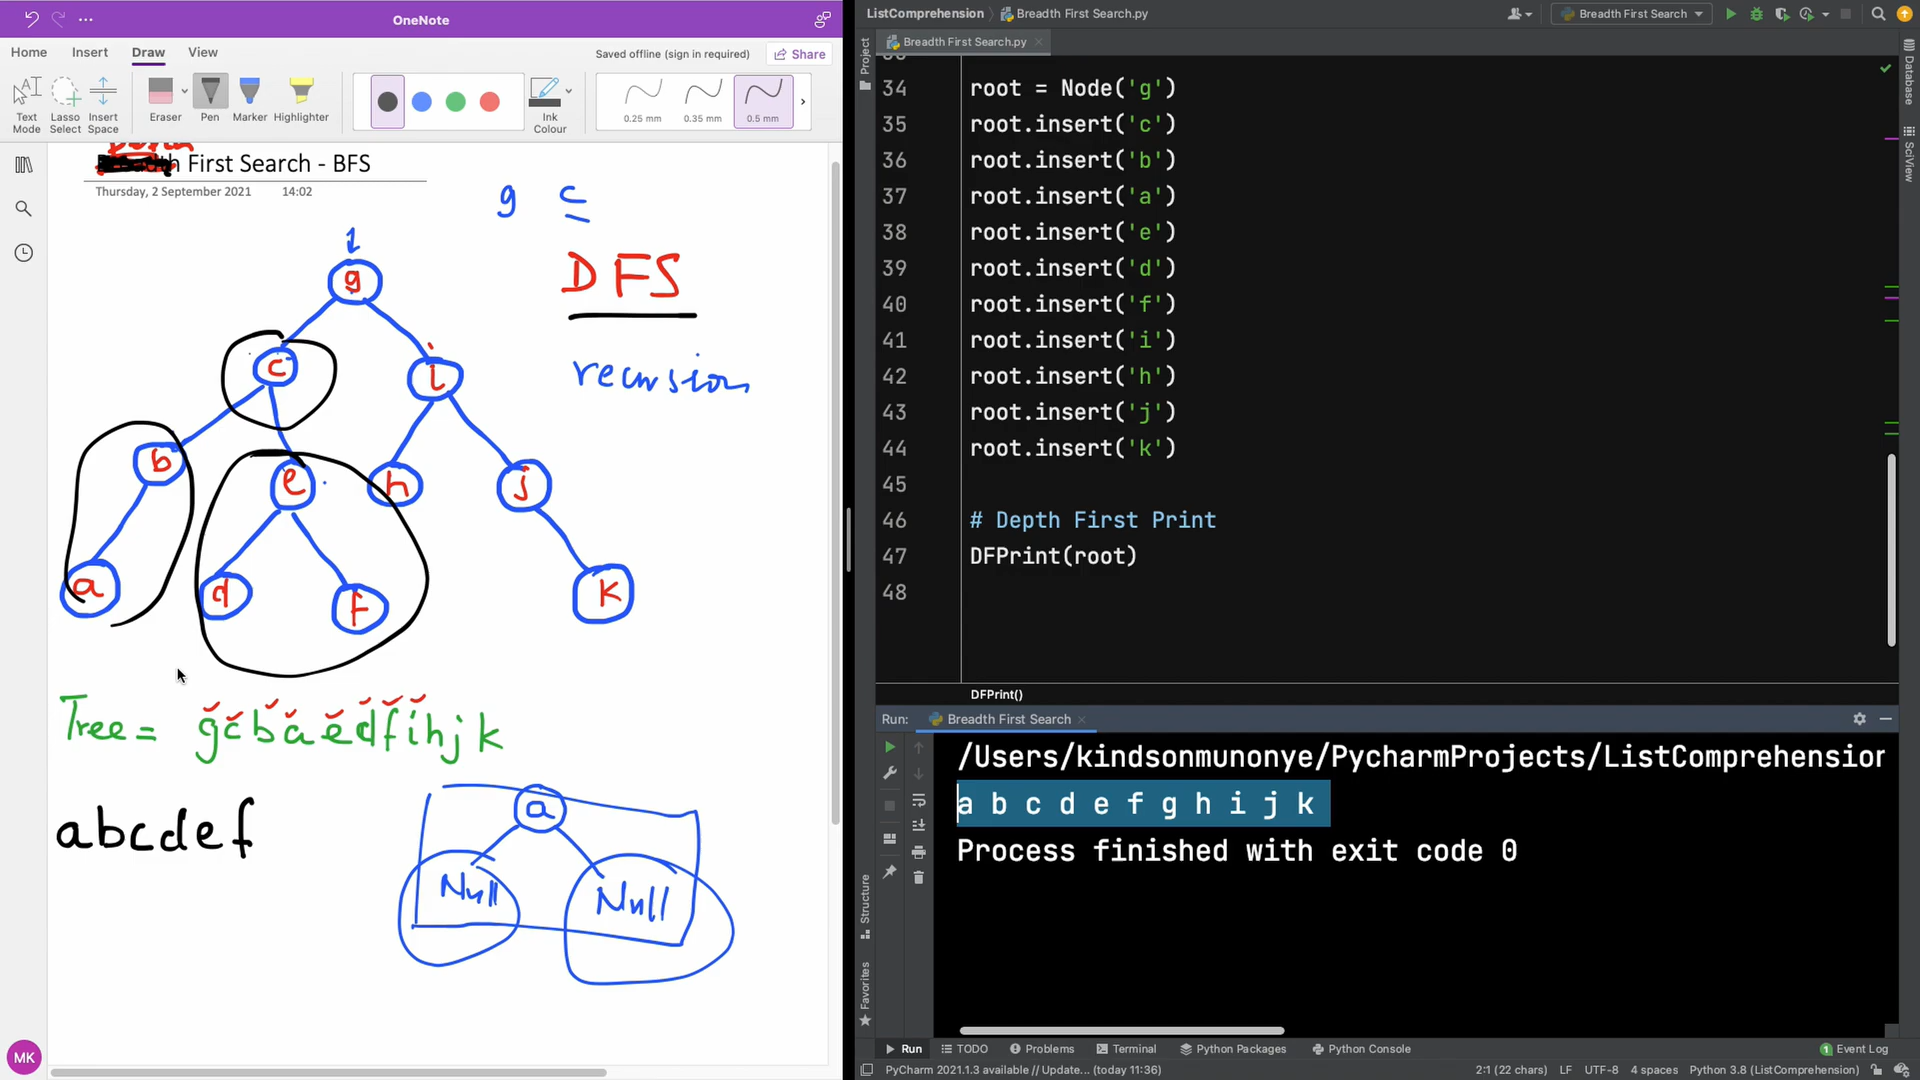 OneNote
Home Insert Draw View
Saved offline (sign in required)
Share
Text Mode
Lasso Select
Insert Space
Eraser
Pen
Marker
Highlighter
Ink Colour
0.25 mm
0.35 mm
0.5 mm
First Search - BFS
Thursday, 2 September 2021 14:02
g c
DFS
recursion
g
c
i
b
e
h
j
a
d
f
k
Tree = g c b a e d f i h j k
abcdef
a
Null
Null
MK
ListComprehension
Breadth First Search.py
Breadth First Search
Project
Breadth First Search.py
Database
SciView
34 root = Node('g')
35 root.insert('c')
36 root.insert('b')
37 root.insert('a')
38 root.insert('e')
39 root.insert('d')
40 root.insert('f')
41 root.insert('i')
42 root.insert('h')
43 root.insert('j')
44 root.insert('k')
45
46 # Depth First Print
47 DFPrint(root)
48
DFPrint()
Run: Breadth First Search
/Users/kindsonmunonye/PycharmProjects/ListComprehension
a b c d e f g h i j k
Process finished with exit code 0
Structure
Favorites
Run TODO Problems Terminal Python Packages Python Console
1 Event Log
PyCharm 2021.1.3 available // Update... (today 11:36)
2:1 (22 chars) LF UTF-8 4 spaces Python 3.8 (ListComprehension)